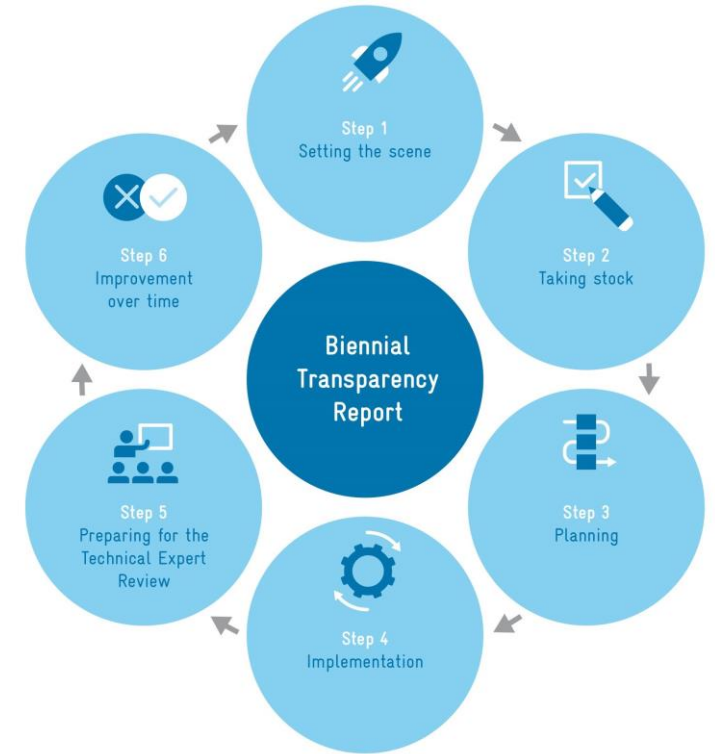 Step 1
Setting the scene
Step 2
Taking stock
Step 3
Planning
Step 4
Implementation
Step 5
Preparing for the
Technical Expert
Review
Step 6
Improvement
over time
Biennial
Transparency
Report